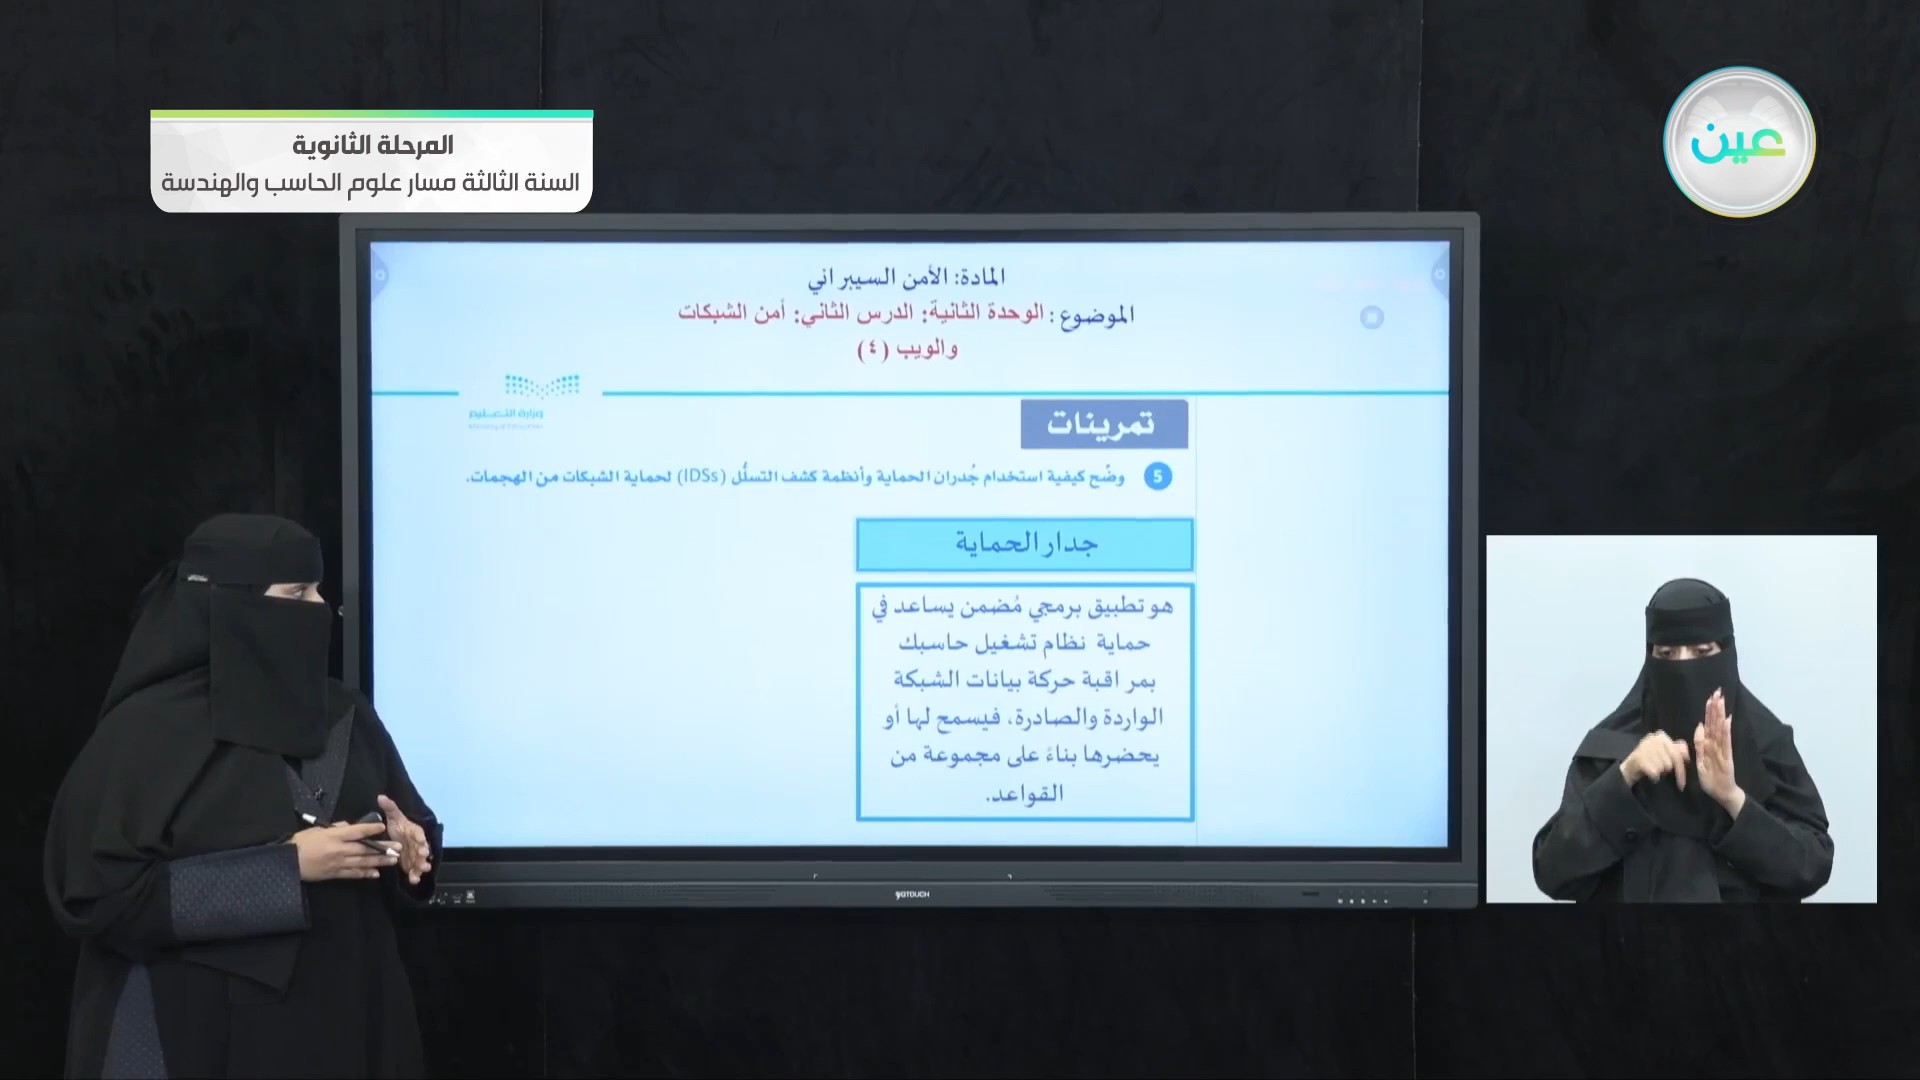 المرحلة الثانوية
السنة الثالثة مسار علوم الحاسب والهندسة
عين
المادة: الأمن السيبراني
الموضوع: الوحدة الثانية: الدرس الثاني: أمن الشبكات
والويب (٤)
وزارة التعليم
Ministry of Education
تمرينات
5 وضّح كيفية استخدام جُدران الحماية وأنظمة كشف التسلُّل (IDSs) لحماية الشبكات من الهجمات.
جدار الحماية
هو تطبيق برمجي مُضمن يساعد في
حماية نظام تشغيل حاسبك
بمراقبة حركة بيانات الشبكة
الواردة والصادرة، فيسمح لها أو
يحضرها بناءً على مجموعة من
القواعد.